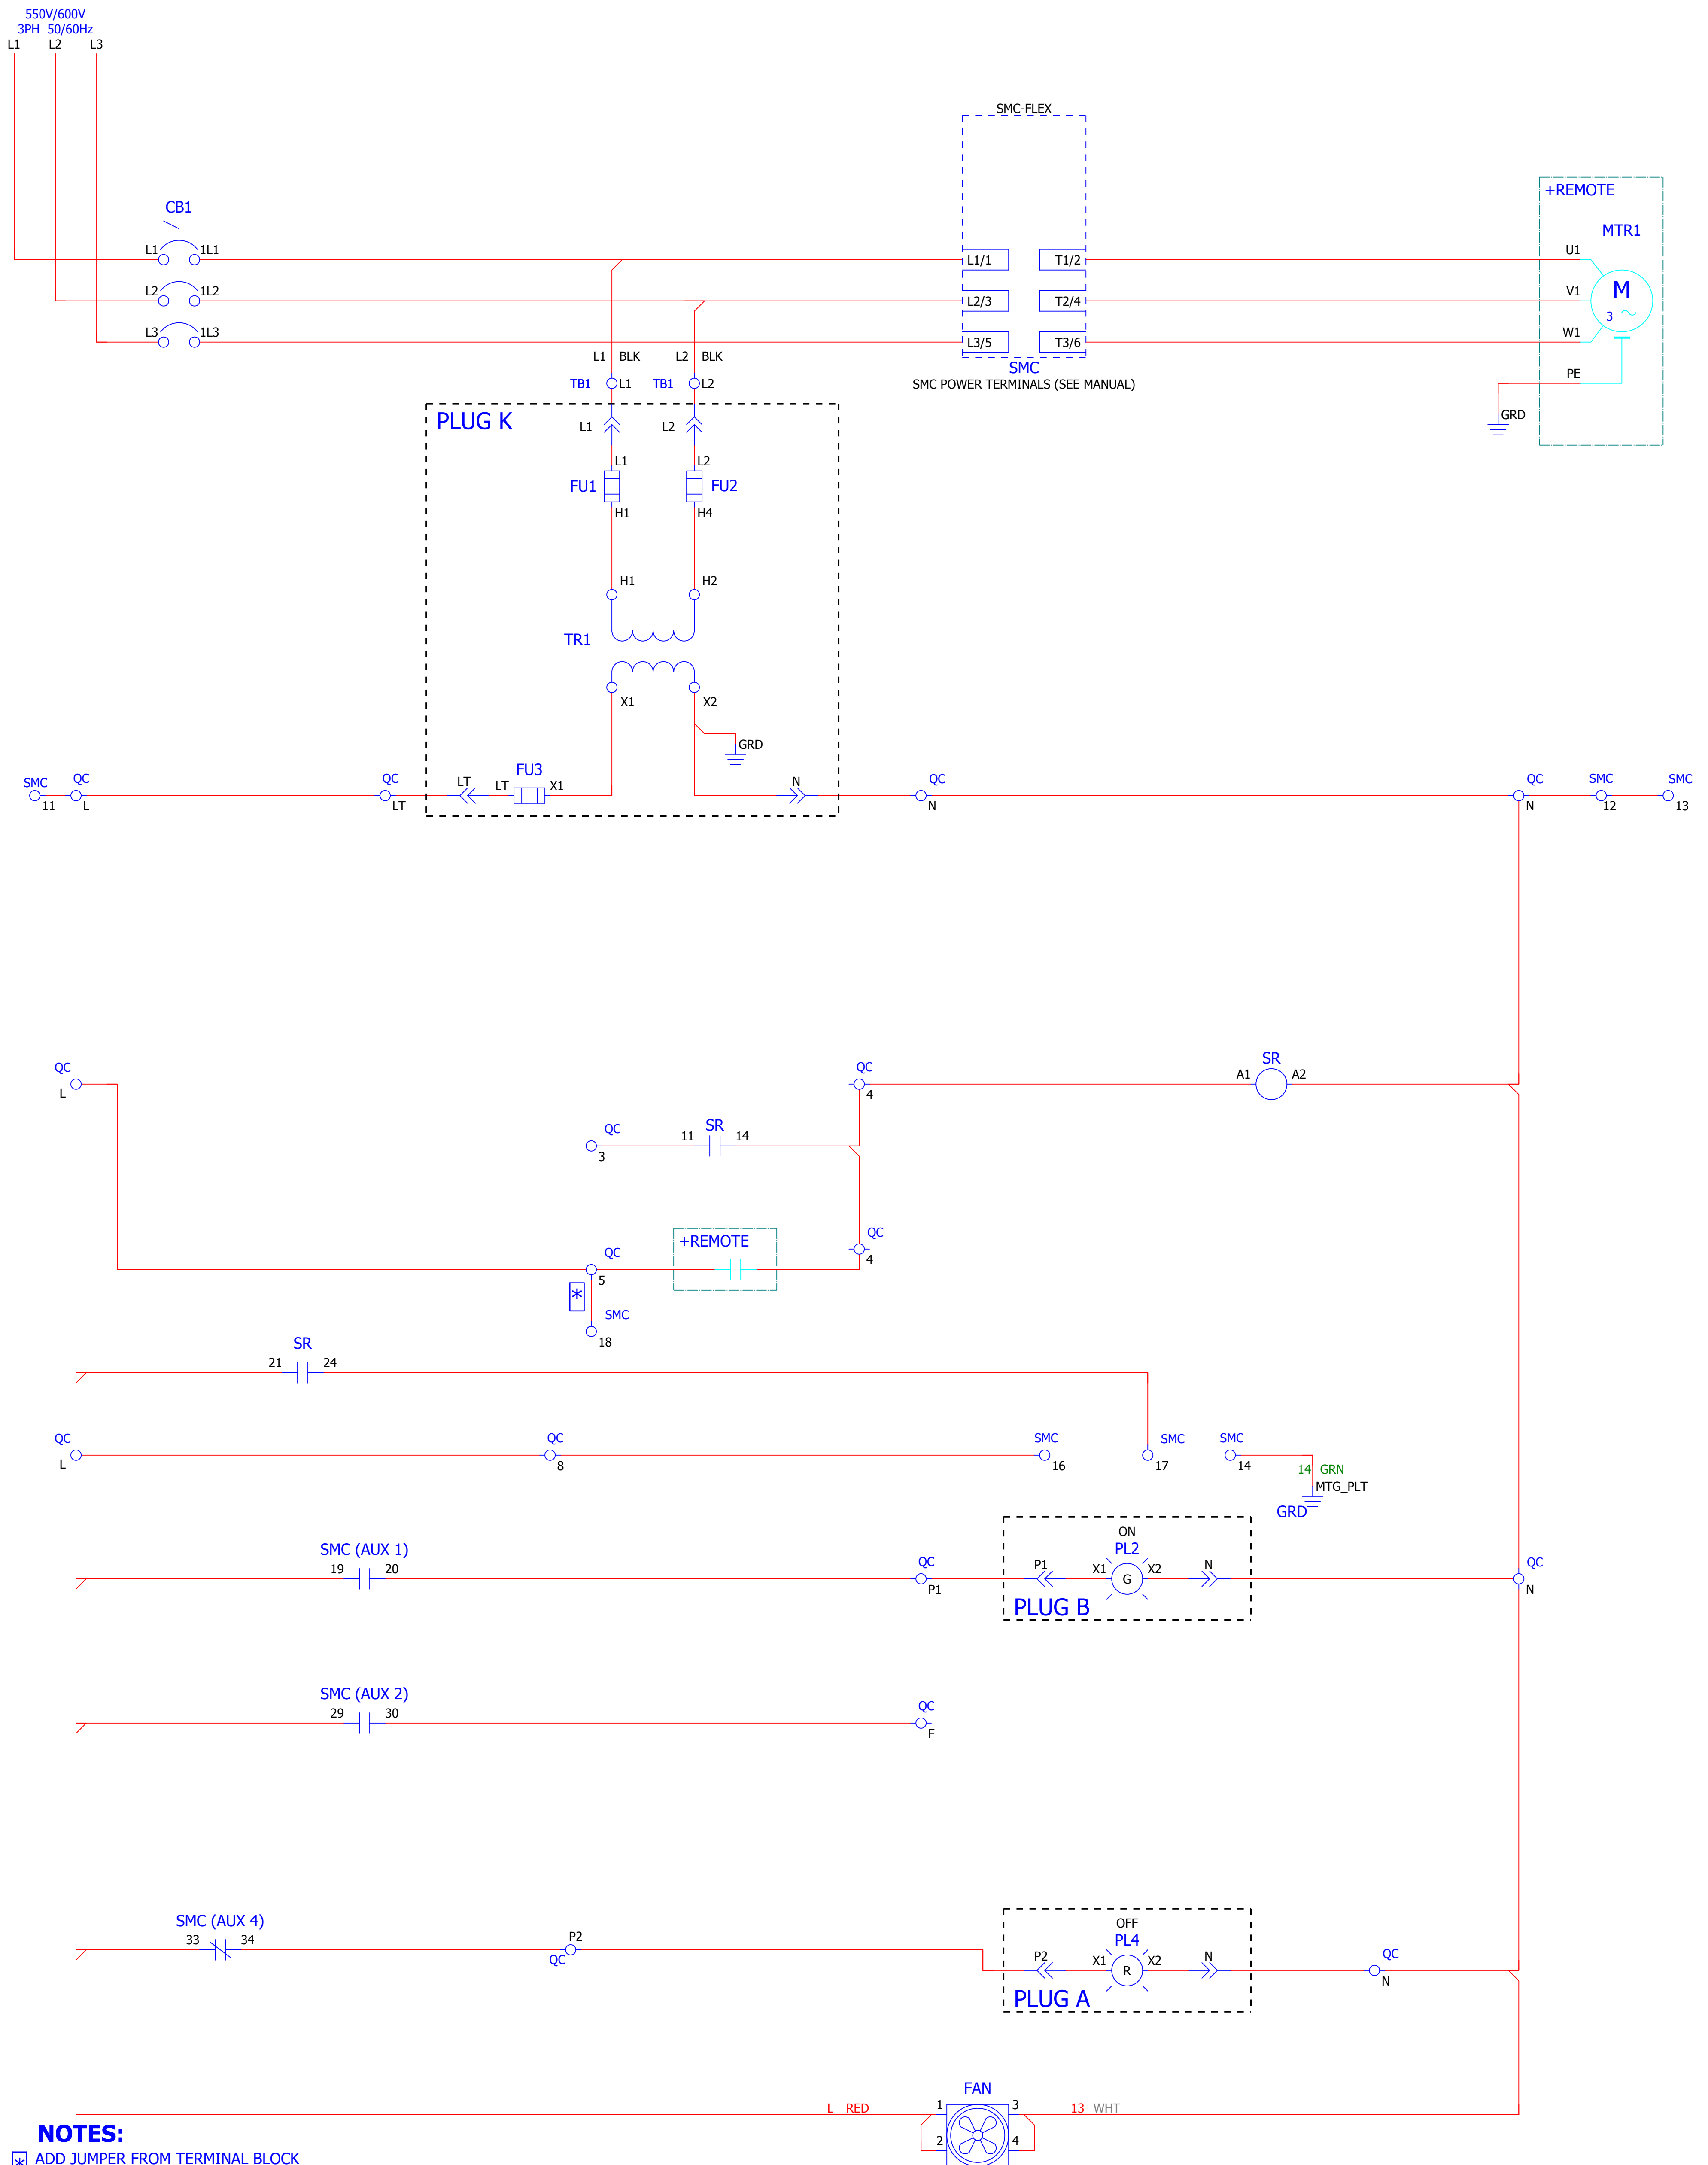 550V/600V
3PH 50/60Hz
L1 L2 L3
SMC-FLEX
+REMOTE
CB1
MTR1
L1 1L1 L1/1 T1/2 U1
L2 1L2 L2/3 T2/4 V1 M
3
L3 1L3 L3/5 T3/6 W1
L1 BLK L2 BLK
SMC
SMC POWER TERMINALS (SEE MANUAL)
PE
TB1 L1 TB1 L2
GRD
PLUG K
L1 L2
L1 L2
FU1 FU2
H1 H4
H1 H2
TR1
X1 X2
GRD
FU3
SMC QC QC LT LT X1 N QC QC SMC SMC
11 L LT N N 12 13
QC QC SR
L 4 A1 A2
QC SR
3 11 14
QC
4
+REMOTE
QC
5
*
SMC
18
SR
21 24
QC QC SMC SMC SMC
L 8 16 17 14
14 GRN
MTG_PLT
GRD
ON
SMC (AUX 1) PL2
19 20 QC P1 X1 G X2 N QC
P1 N
PLUG B
SMC (AUX 2)
29 30 QC
F
OFF
SMC (AUX 4) PL4
33 34 P2
QC
P2 X1 R X2 N QC
N
PLUG A
FAN
L RED 1 3 13 WHT
2 4
NOTES:
* ADD JUMPER FROM TERMINAL BLOCK